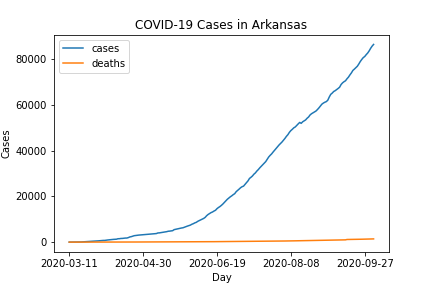 COVID-19 Cases in Arkansas
cases
deaths
80000
60000
40000
20000
0
Cases
2020-03-11 2020-04-30 2020-06-19 2020-08-08 2020-09-27
Day